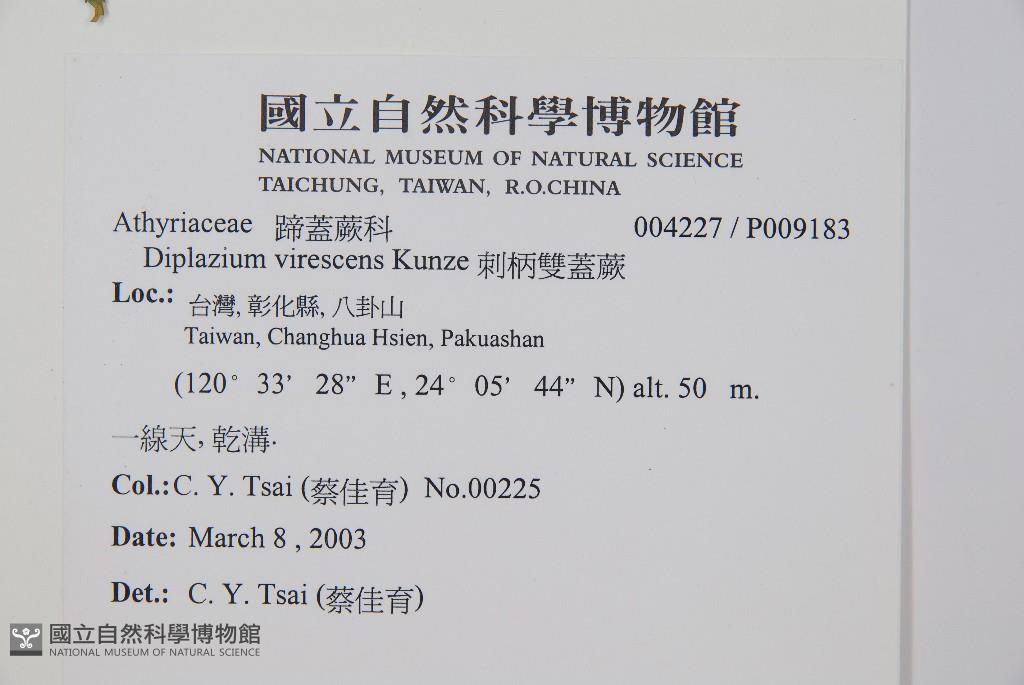 國立自然科學博物館
NATIONAL MUSEUM OF NATURAL SCIENCE
TAICHUNG, TAIWAN, R.O.CHINA
Athyriaceae 蹄蓋蕨科 004227 / P009183
Diplazium virescens Kunze 刺柄雙蓋蕨
Loc.: 台灣, 彰化縣, 八卦山
Taiwan, Changhua Hsien, Pakuashan
(120° 33’ 28” E , 24° 05’ 44” N) alt. 50 m.
一線天, 乾溝.
Col.: C. Y. Tsai (蔡佳育) No.00225
Date: March 8 , 2003
Det.: C. Y. Tsai (蔡佳育)
國立自然科學博物館
NATIONAL MUSEUM OF NATURAL SCIENCE